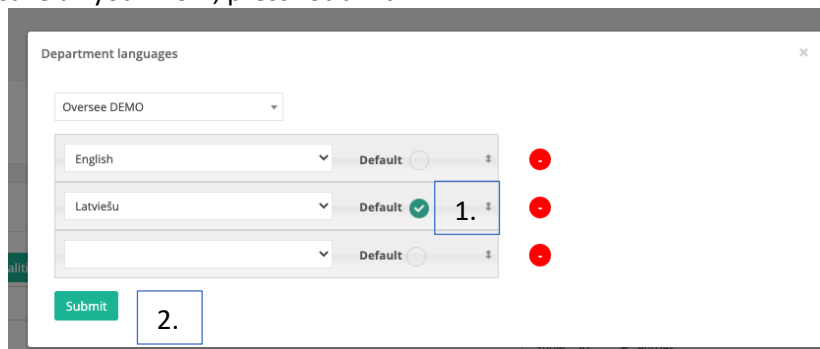 Department languages ×
Oversee DEMO
English Default -
Latviešu Default 1. -
Default -
Submit 2.